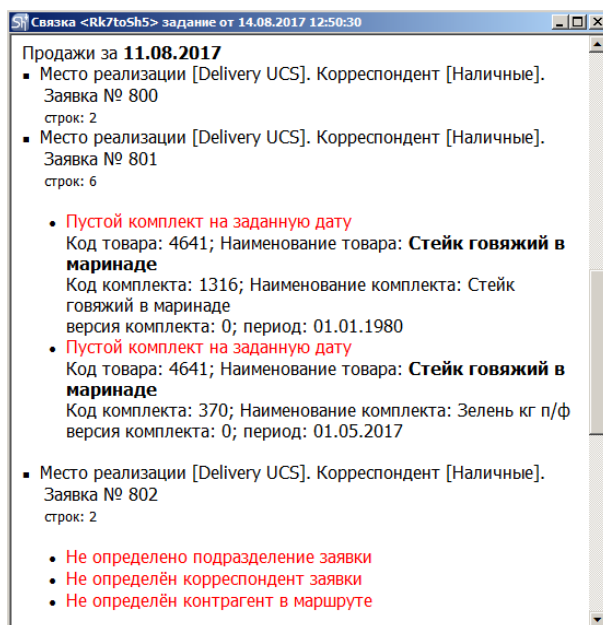 Связка <Rk7toSh5> задание от 14.08.2017 12:50:30
Продажи за 11.08.2017
Место реализации [Delivery UCS]. Корреспондент [Наличные].
Заявка № 800
строк: 2
Место реализации [Delivery UCS]. Корреспондент [Наличные].
Заявка № 801
строк: 6
Пустой комплект на заданную дату
Код товара: 4641; Наименование товара: Стейк говяжий в
маринаде
Код комплекта: 1316; Наименование комплекта: Стейк
говяжий в маринаде
версия комплекта: 0; период: 01.01.1980
Пустой комплект на заданную дату
Код товара: 4641; Наименование товара: Стейк говяжий в
маринаде
Код комплекта: 370; Наименование комплекта: Зелень кг п/ф
версия комплекта: 0; период: 01.05.2017
Место реализации [Delivery UCS]. Корреспондент [Наличные].
Заявка № 802
строк: 2
Не определено подразделение заявки
Не определён корреспондент заявки
Не определён контрагент в маршруте